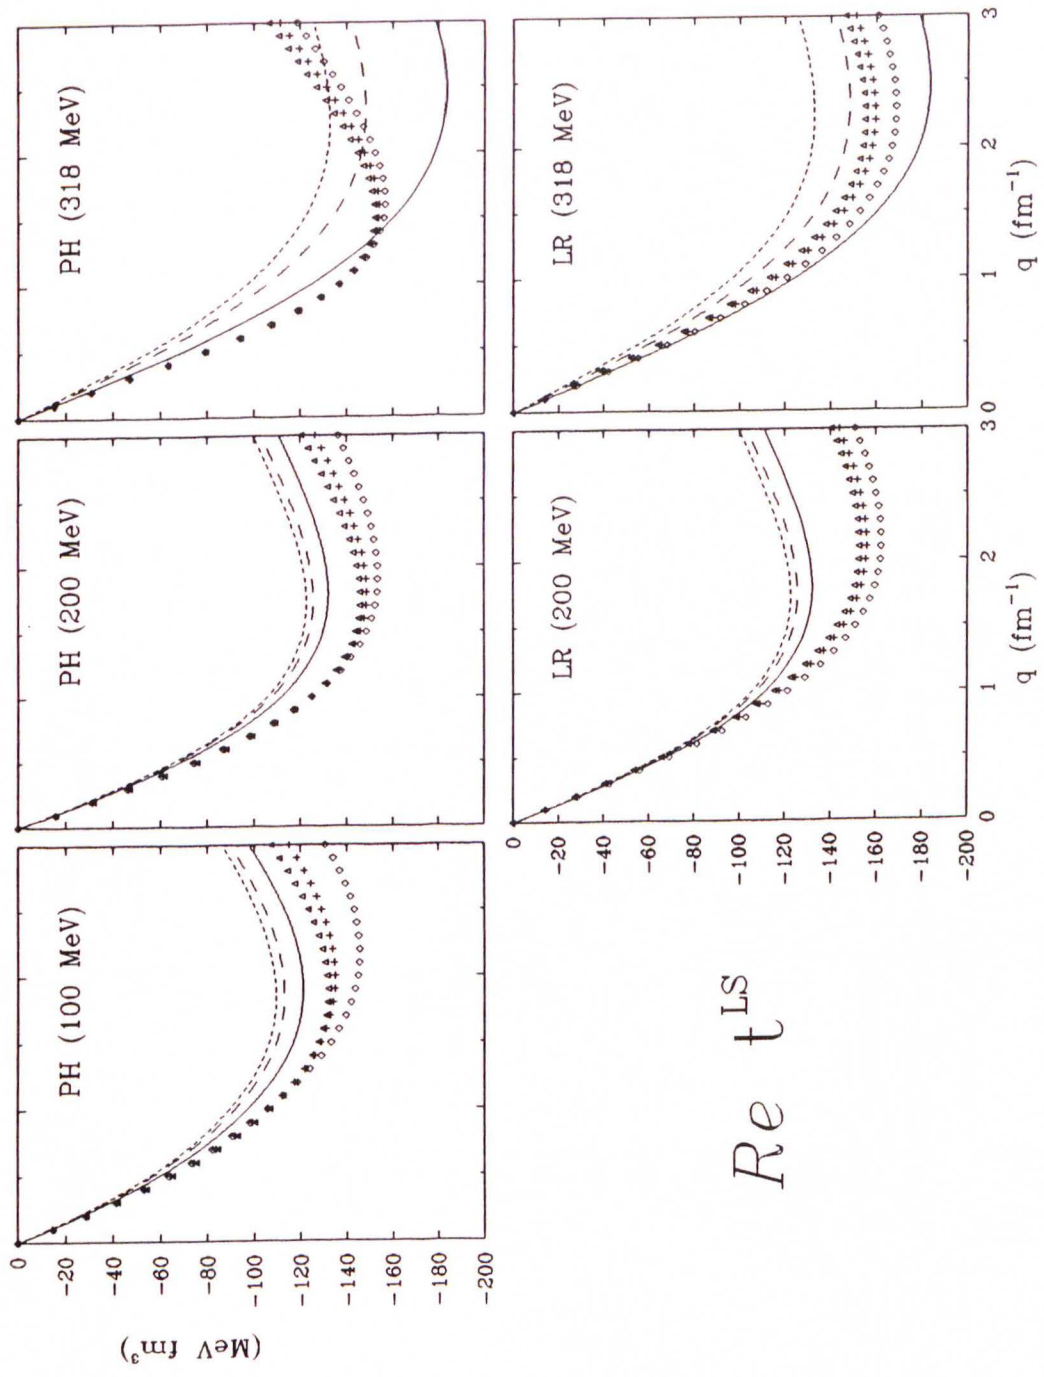 (MeV fm³)
PH (100 MeV)
PH (200 MeV)
PH (318 MeV)
0
-20
-40
-60
-80
-100
-120
-140
-160
-180
-200
Re t^LS
LR (200 MeV)
LR (318 MeV)
0
-20
-40
-60
-80
-100
-120
-140
-160
-180
-200
0 1 2 3 0 1 2 3
q (fm⁻¹) q (fm⁻¹)